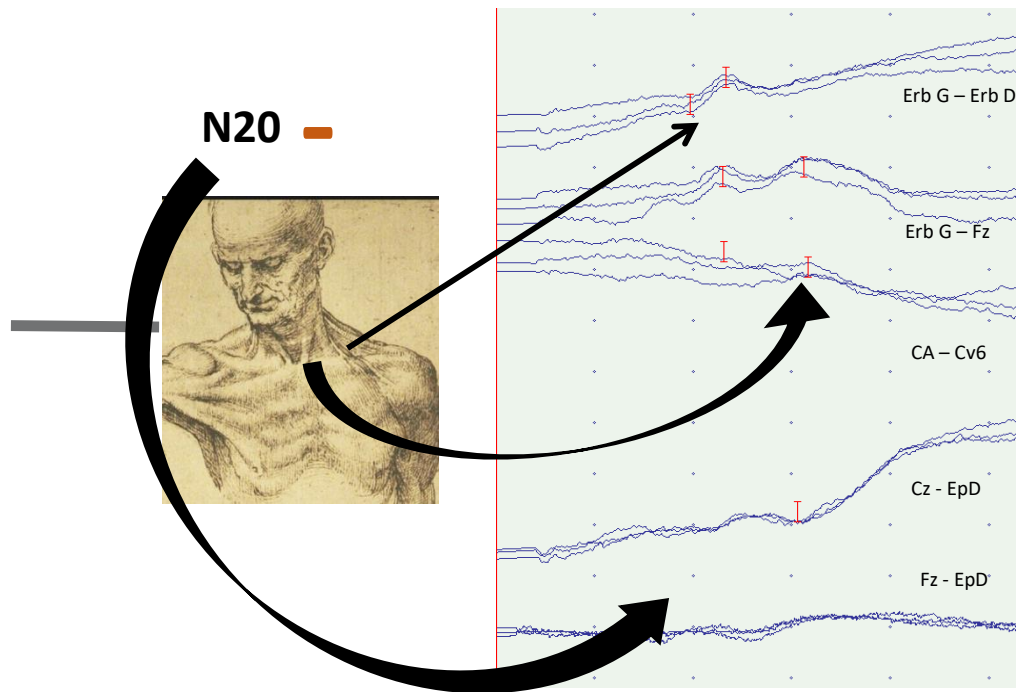 N20
Erb G – Erb D
Erb G – Fz
CA – Cv6
Cz - EpD
Fz - EpD